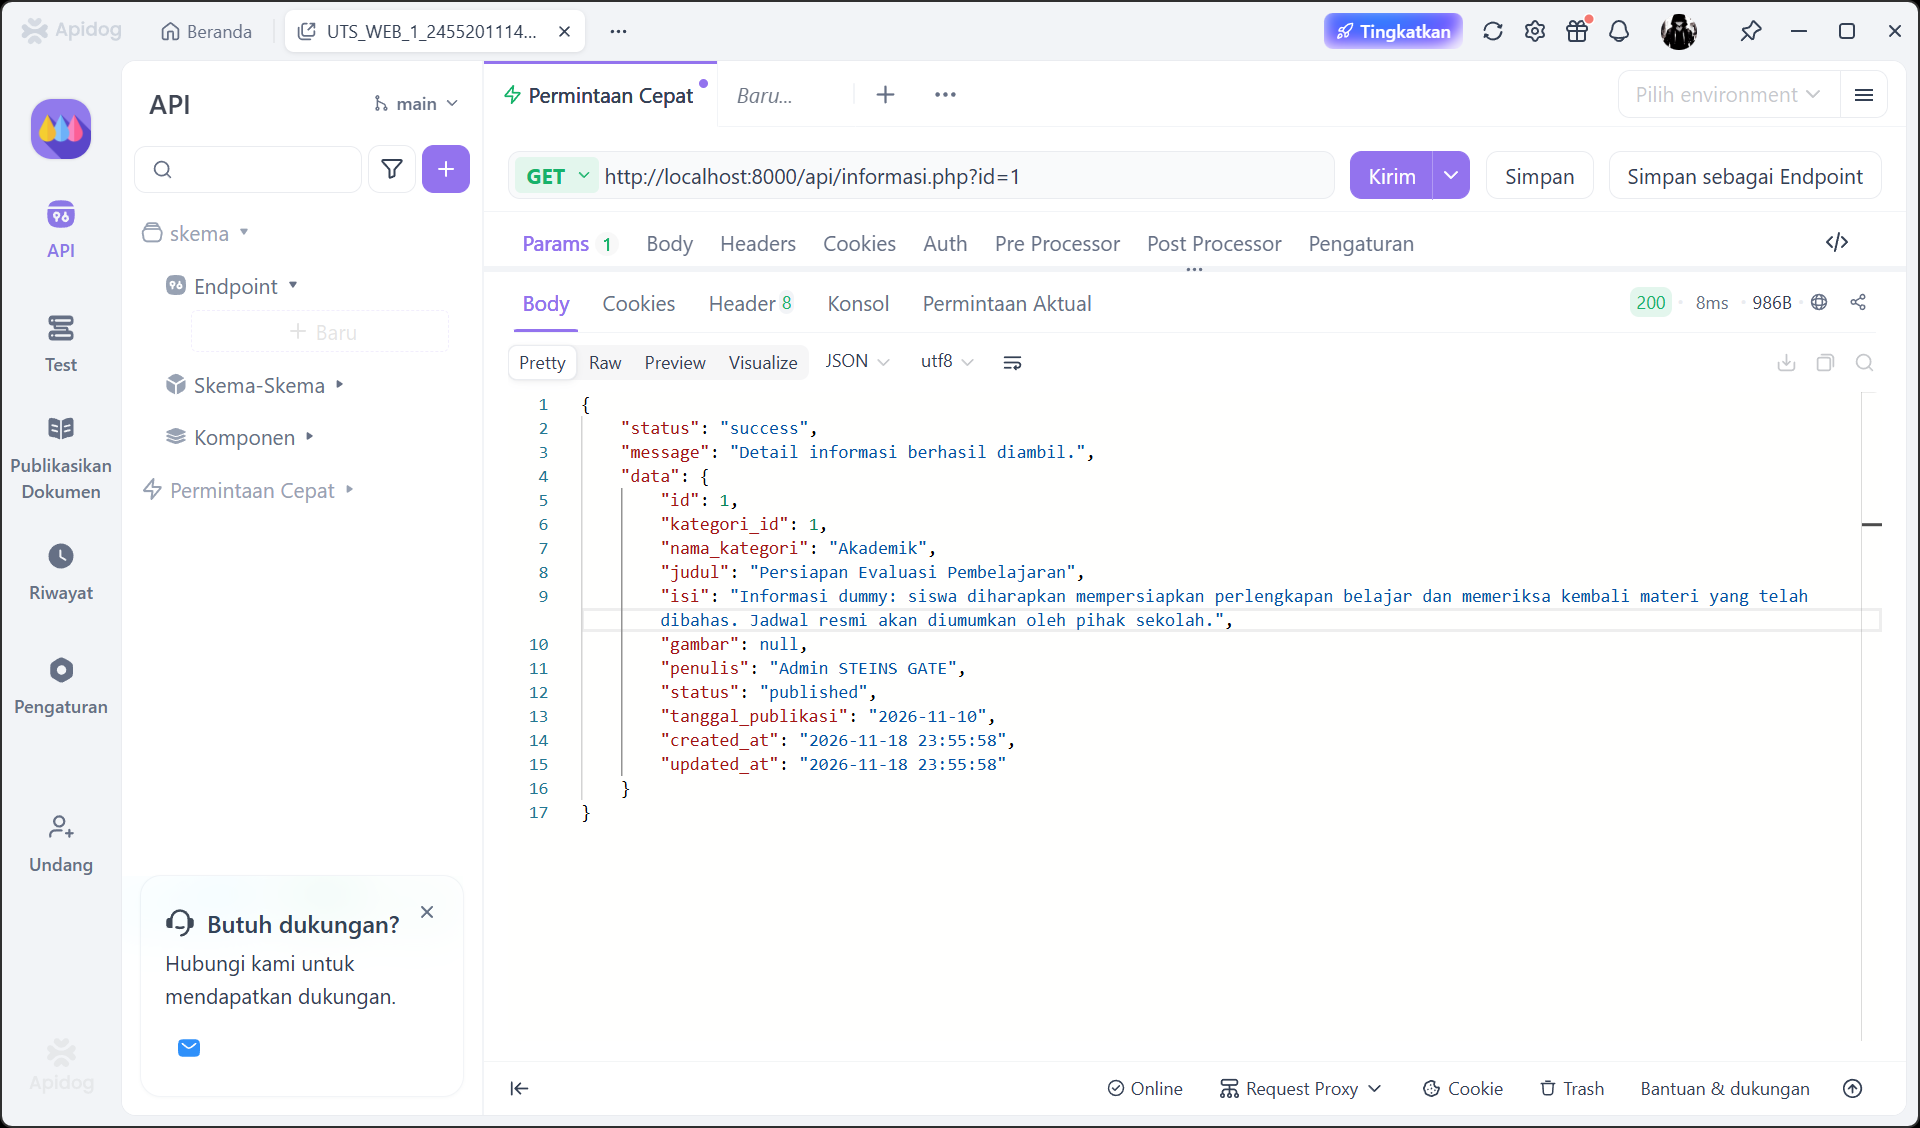 Apidog
Beranda
UTS_WEB_1_2455201114...
Tingkatkan
API
main
Permintaan Cepat
Baru...
Pilih environment
GET
http://localhost:8000/api/informasi.php?id=1
Kirim
Simpan
Simpan sebagai Endpoint
API
Test
Publikasikan
Dokumen
Riwayat
Pengaturan
Undang
Apidog
skema
Endpoint
Baru
Skema-Skema
Komponen
Permintaan Cepat
Butuh dukungan?
Hubungi kami untuk
mendapatkan dukungan.
Params 1 Body Headers Cookies Auth Pre Processor Post Processor Pengaturan
Body Cookies Header 8 Konsol Permintaan Aktual
200 8ms 986B
Pretty Raw Preview Visualize JSON utf8
1 {
2 "status": "success",
3 "message": "Detail informasi berhasil diambil.",
4 "data": {
5 "id": 1,
6 "kategori_id": 1,
7 "nama_kategori": "Akademik",
8 "judul": "Persiapan Evaluasi Pembelajaran",
9 "isi": "Informasi dummy: siswa diharapkan mempersiapkan perlengkapan belajar dan memeriksa kembali materi yang telah
dibahas. Jadwal resmi akan diumumkan oleh pihak sekolah.",
10 "gambar": null,
11 "penulis": "Admin STEINS GATE",
12 "status": "published",
13 "tanggal_publikasi": "2026-11-10",
14 "created_at": "2026-11-18 23:55:58",
15 "updated_at": "2026-11-18 23:55:58"
16 }
17 }
Online
Request Proxy
Cookie
Trash
Bantuan & dukungan